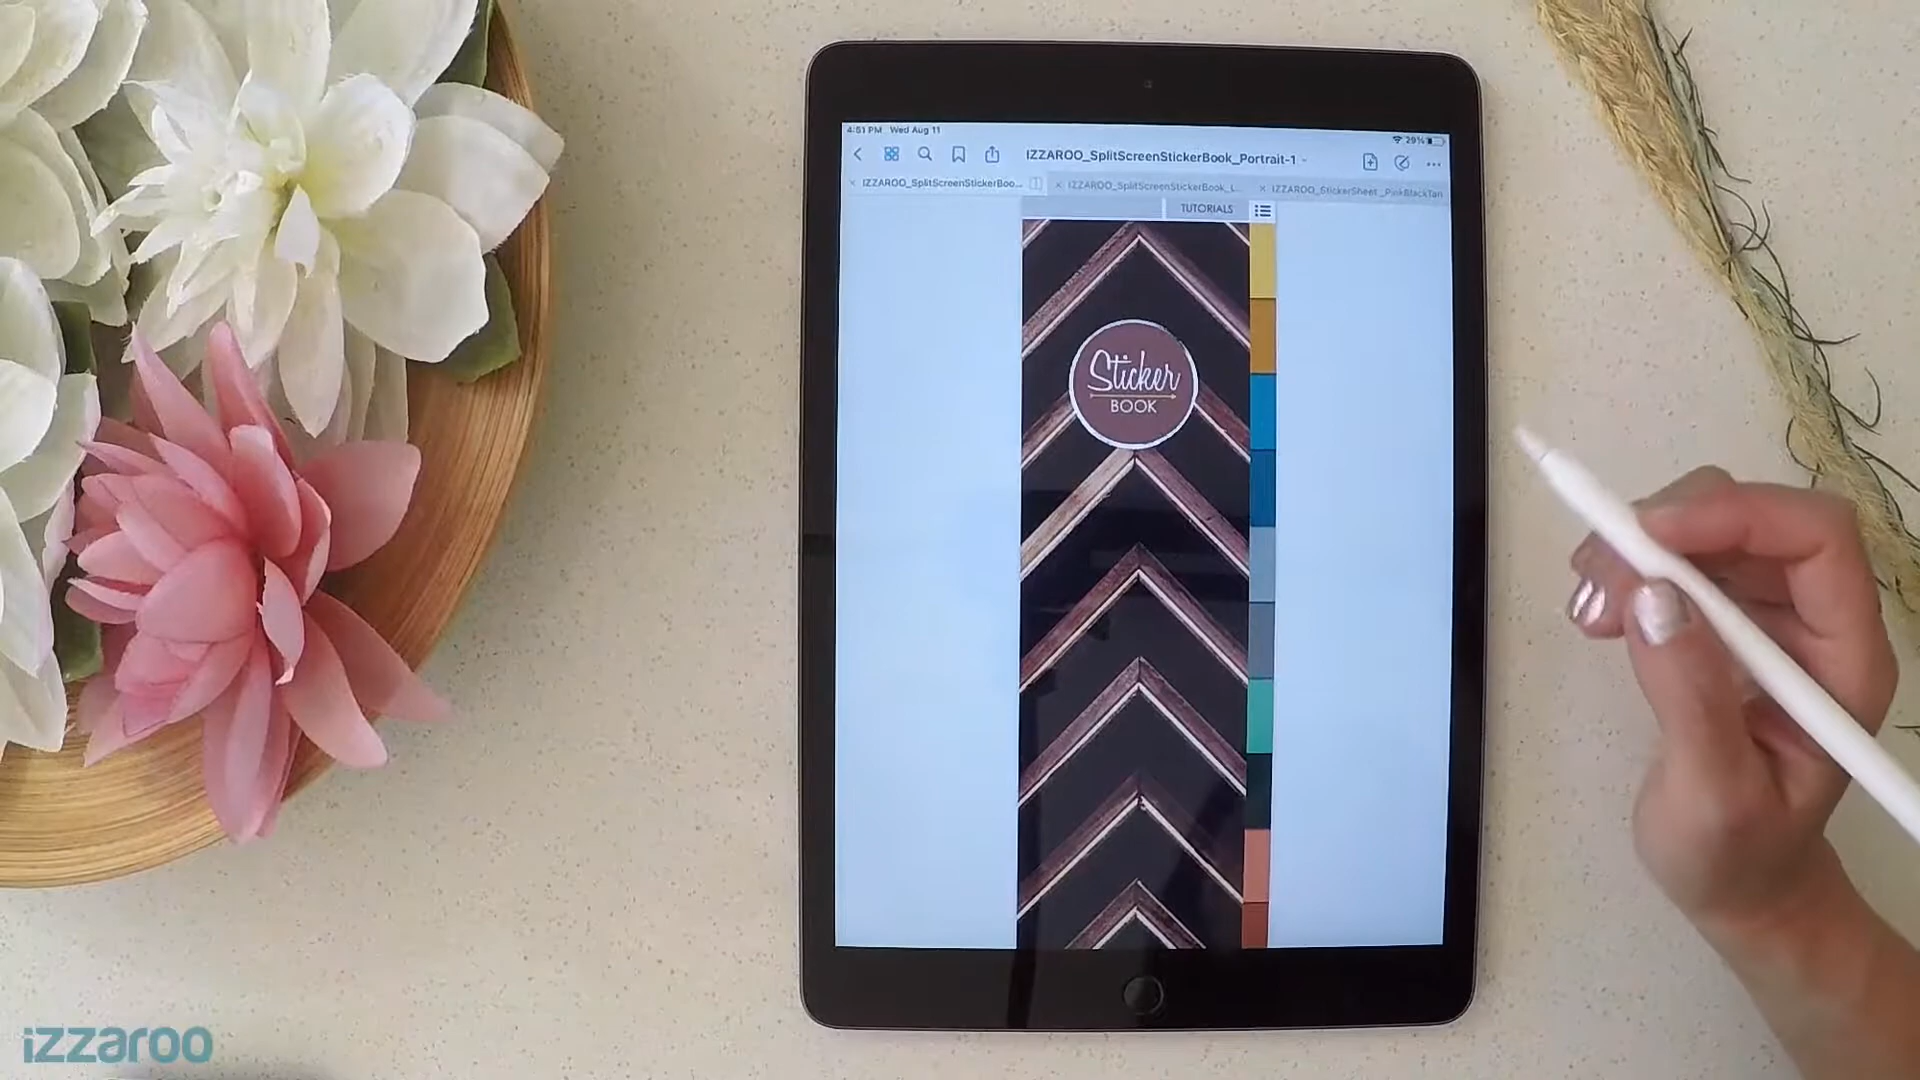 4:51 PM Wed Aug 11
29%
IZZAROO_SplitScreenStickerBook_Portrait-1
IZZAROO_SplitScreenStickerBoo...
IZZAROO_SplitScreenStickerBook_L...
IZZAROO_StickerSheet_PinkBlackTan
TUTORIALS
Sticker
BOOK
izzaroo